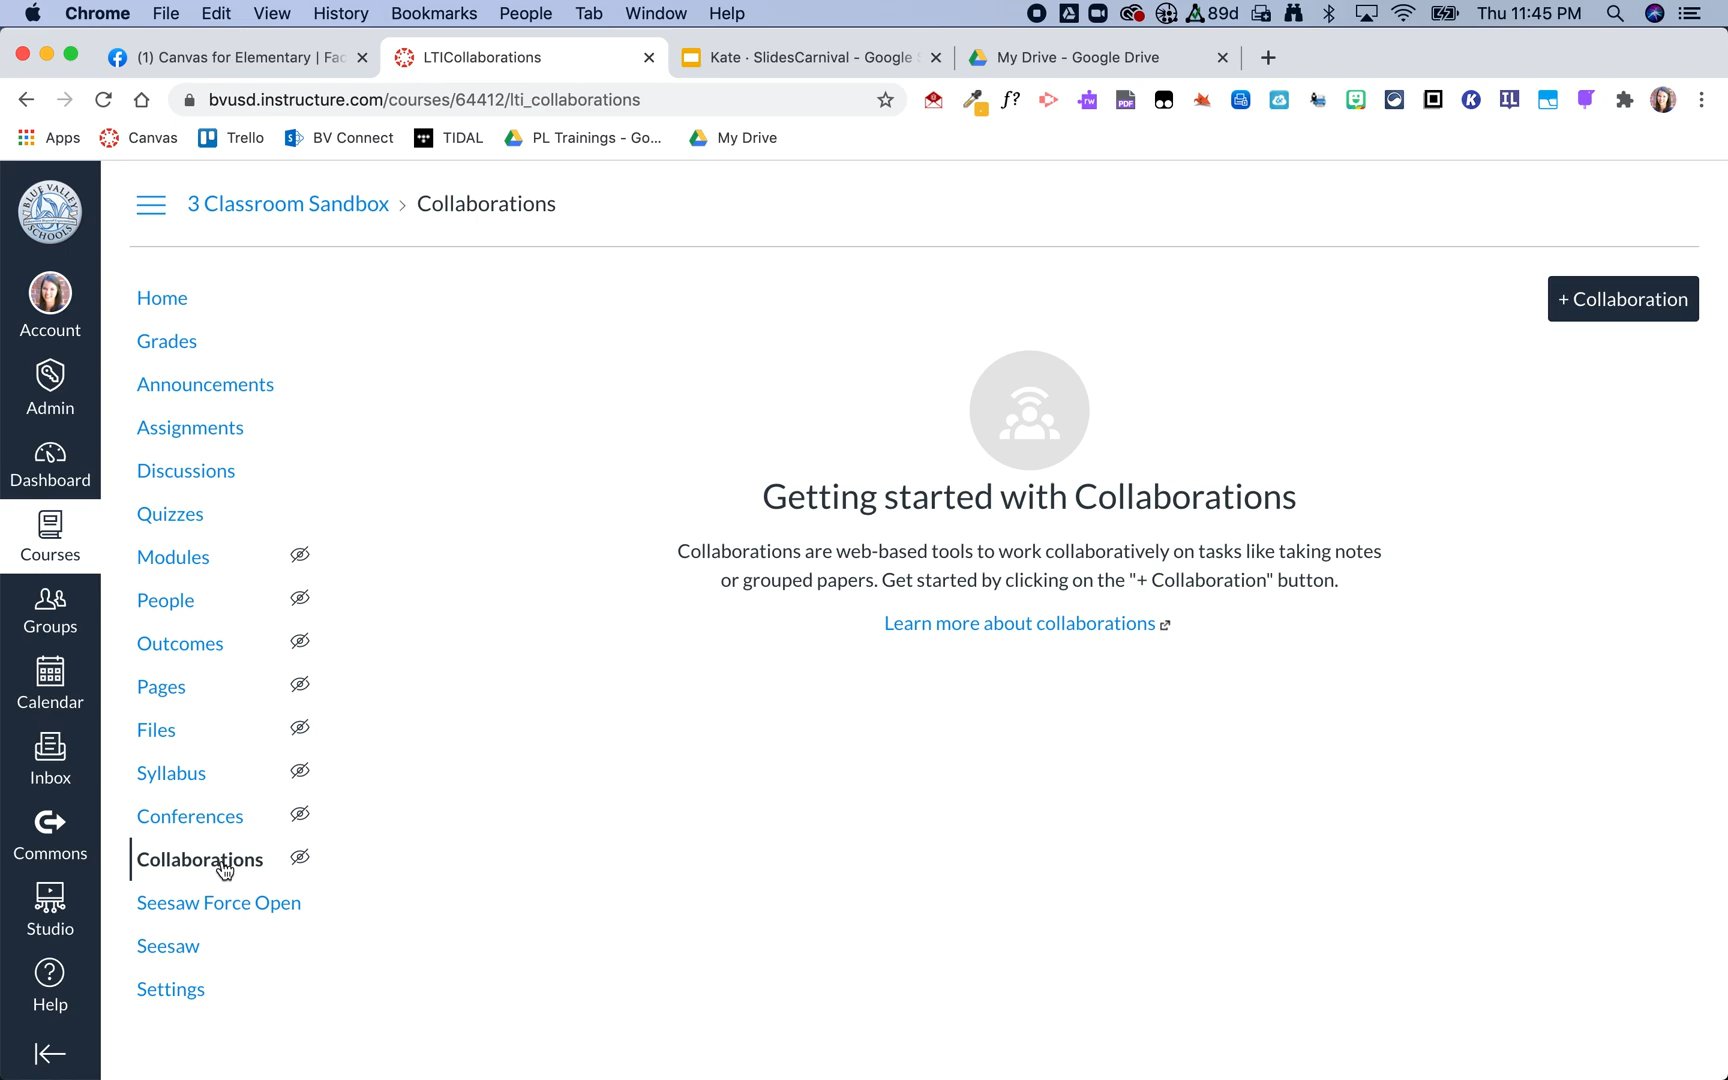 Chrome File Edit View History Bookmarks People Tab Window Help 89d Thu 11:45 PM
(1) Canvas for Elementary | Fac LTICollaborations Kate · SlidesCarnival - Google S My Drive - Google Drive
bvusd.instructure.com/courses/64412/lti_collaborations
Apps Canvas Trello BV Connect TIDAL PL Trainings - Go... My Drive
BLUE VALLEY SCHOOLS
3 Classroom Sandbox > Collaborations
Account
Admin
Dashboard
Courses
Groups
Calendar
Inbox
Commons
Studio
Help
Home
Grades
Announcements
Assignments
Discussions
Quizzes
Modules
People
Outcomes
Pages
Files
Syllabus
Conferences
Collaborations
Seesaw Force Open
Seesaw
Settings
+ Collaboration
Getting started with Collaborations
Collaborations are web-based tools to work collaboratively on tasks like taking notes
or grouped papers. Get started by clicking on the "+ Collaboration" button.
Learn more about collaborations